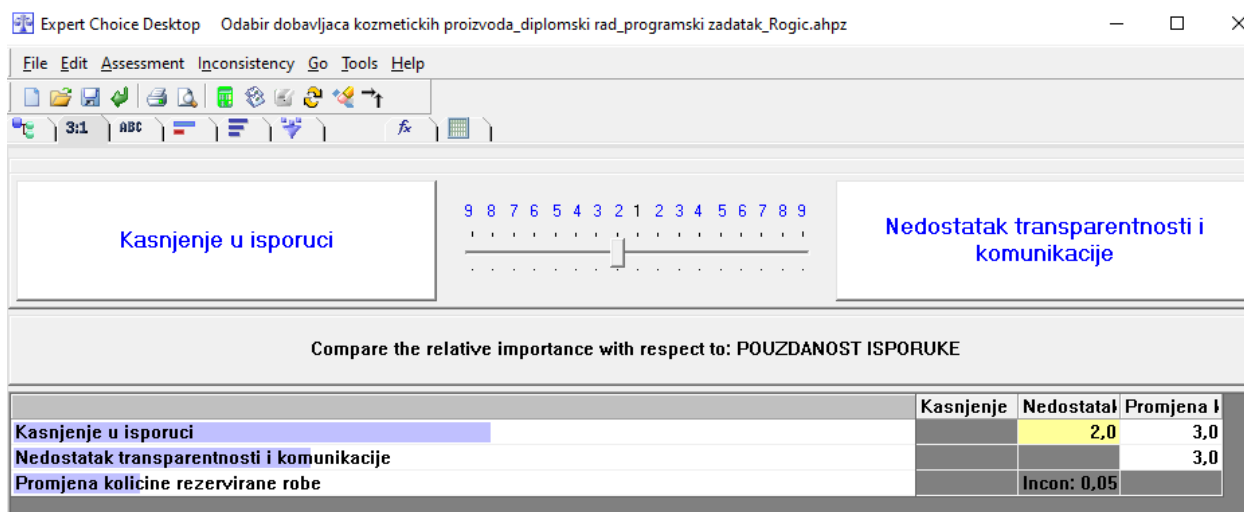 Expert Choice Desktop Odabir dobavljaca kozmetickih proizvoda_diplomski rad_programski zadatak_Rogic.ahpz
File Edit Assessment Inconsistency Go Tools Help
3:1 ABC fx
9 8 7 6 5 4 3 2 1 2 3 4 5 6 7 8 9
Kasnjenje u isporuci
Nedostatak transparentnosti i
komunikacije
Compare the relative importance with respect to: POUZDANOST ISPORUKE
Kasnjenje Nedostatak Promjena k
Kasnjenje u isporuci 2,0 3,0
Nedostatak transparentnosti i komunikacije 3,0
Promjena kolicine rezervirane robe Incon: 0,05